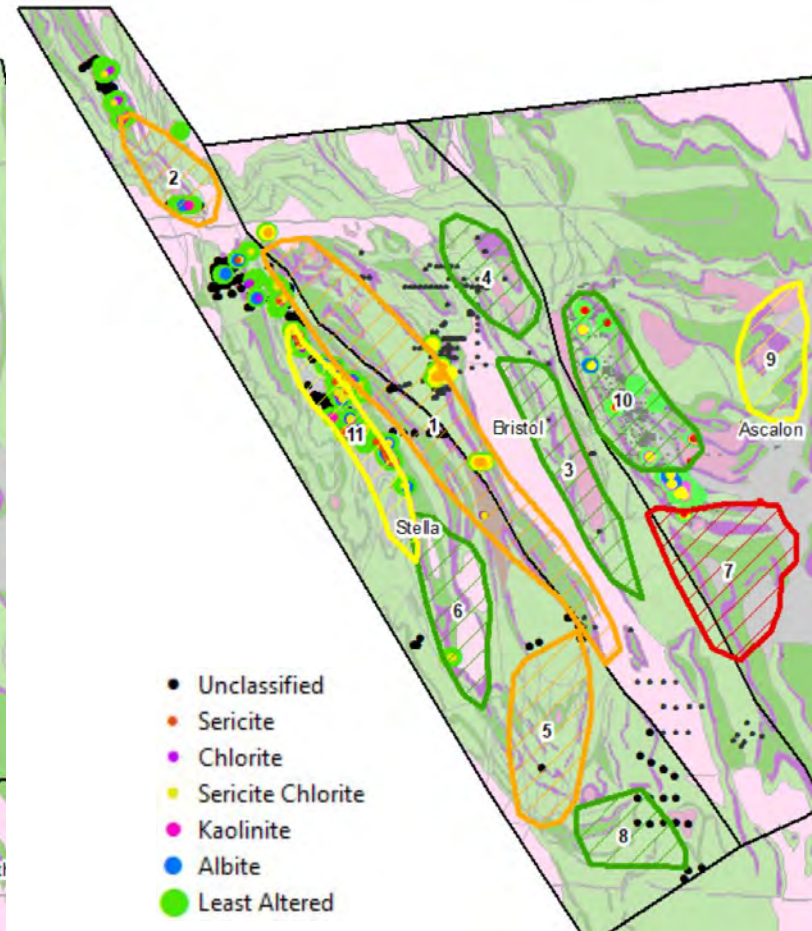 2
4
9
10
1
Bristol
Ascalon
11
3
Stella
7
6
5
8
Unclassified
Sericite
Chlorite
Sericite Chlorite
Kaolinite
Albite
Least Altered